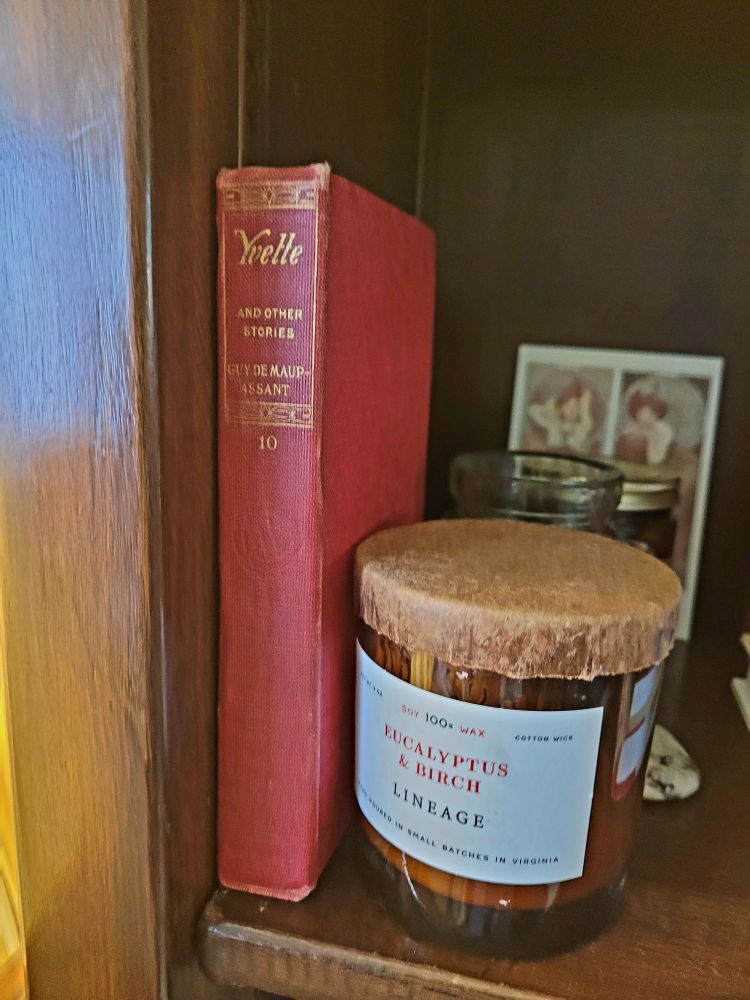 Yvette
AND OTHER
STORIES
GUY DE MAUP-
ASSANT
10
SOY 100% WAX
COTTON WICK
EUCALYPTUS
& BIRCH
LINEAGE
POURED IN SMALL BATCHES IN VIRGINIA